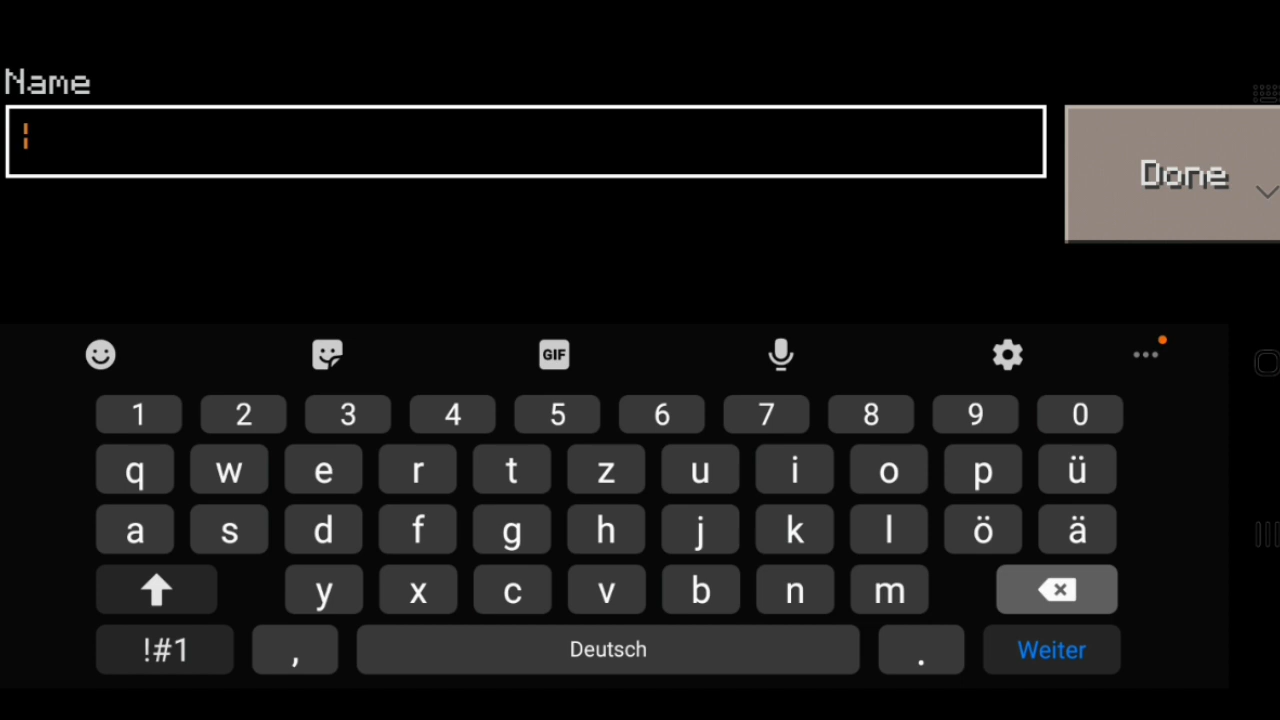 Name
Done
GIF
1 2 3 4 5 6 7 8 9 0
q w e r t z u i o p ü
a s d f g h j k l ö ä
y x c v b n m
!#1 , Deutsch . Weiter